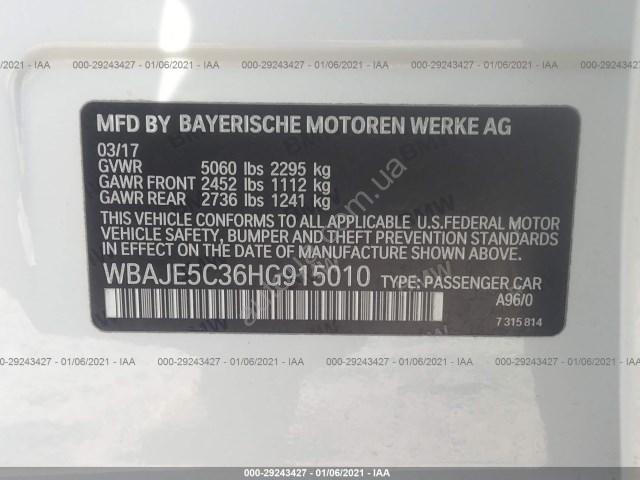 000-29243427 - 01/06/2021 - IAA
MFD BY BAYERISCHE MOTOREN WERKE AG
03/17
GVWR 5060 lbs 2295 kg
GAWR FRONT 2452 lbs 1112 kg
GAWR REAR 2736 lbs 1241 kg
THIS VEHICLE CONFORMS TO ALL APPLICABLE U.S.FEDERAL MOTOR
VEHICLE SAFETY, BUMPER AND THEFT PREVENTION STANDARDS
IN EFFECT ON THE DATE OF MANUFACTURE SHOWN ABOVE.
WBAJE5C36HG915010 TYPE: PASSENGER CAR
A96/0
7 315 814
000-29243427 - 01/06/2021 - IAA
000-29243427 - 01/06/2021 - IAA